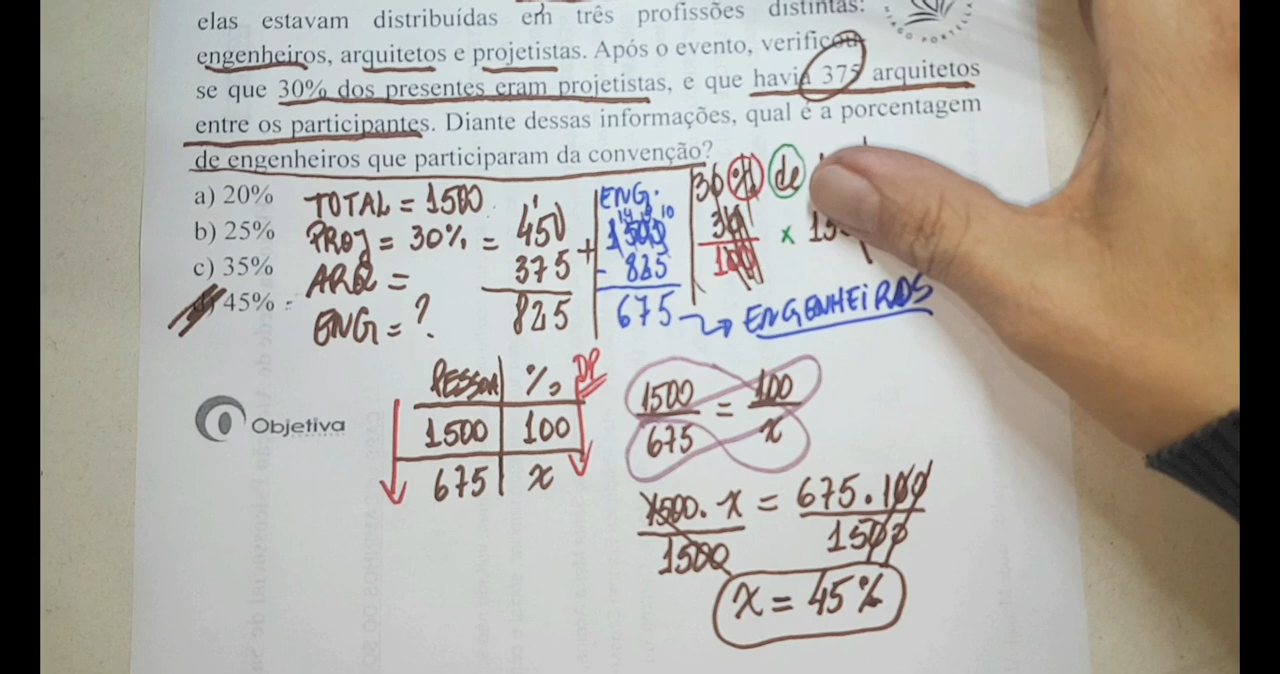 elas estavam distribuídas em três profissões distintas:
engenheiros, arquitetos e projetistas. Após o evento, verificou-
se que 30% dos presentes eram projetistas, e que havia 375 arquitetos
entre os participantes. Diante dessas informações, qual é a porcentagem
de engenheiros que participaram da convenção?
a) 20%
b) 25%
c) 35%
45%
TOTAL = 1500
PROJ = 30% = 450
ARQ =
ENG = ?
450 +
375
825
ENG.
1500
- 825
675 → ENGENHEIROS
30 % de
30
100
x
PESSOA % DP
1500 100
675 x
1500 = 100
675 x
1500 . x = 675 . 100
1500 1500
x = 45%
Objetiva